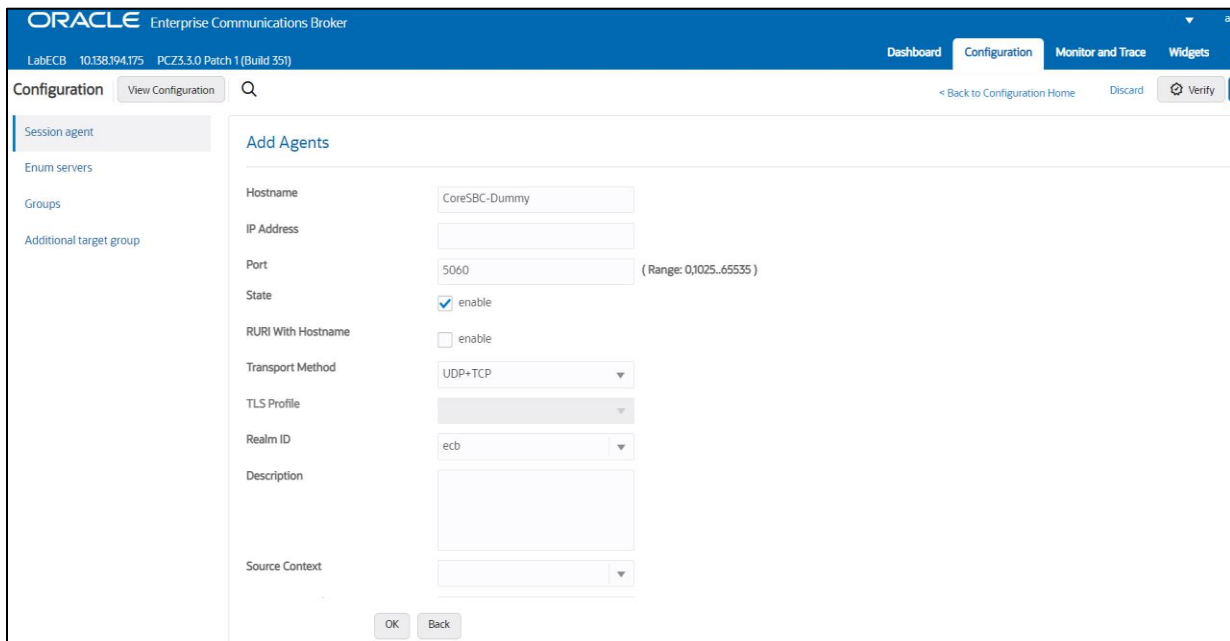 ORACLE Enterprise Communications Broker
LabECB 10.138.194.175 PCZ3.3.0 Patch 1 (Build 351)
Dashboard Configuration Monitor and Trace Widgets
Configuration View Configuration < Back to Configuration Home Discard Verify
Session agent
Enum servers
Groups
Additional target group
Add Agents
Hostname CoreSBC-Dummy
IP Address
Port 5060 ( Range: 0,1025..65535 )
State enable
RURI With Hostname enable
Transport Method UDP+TCP
TLS Profile
Realm ID ecb
Description
Source Context
OK Back